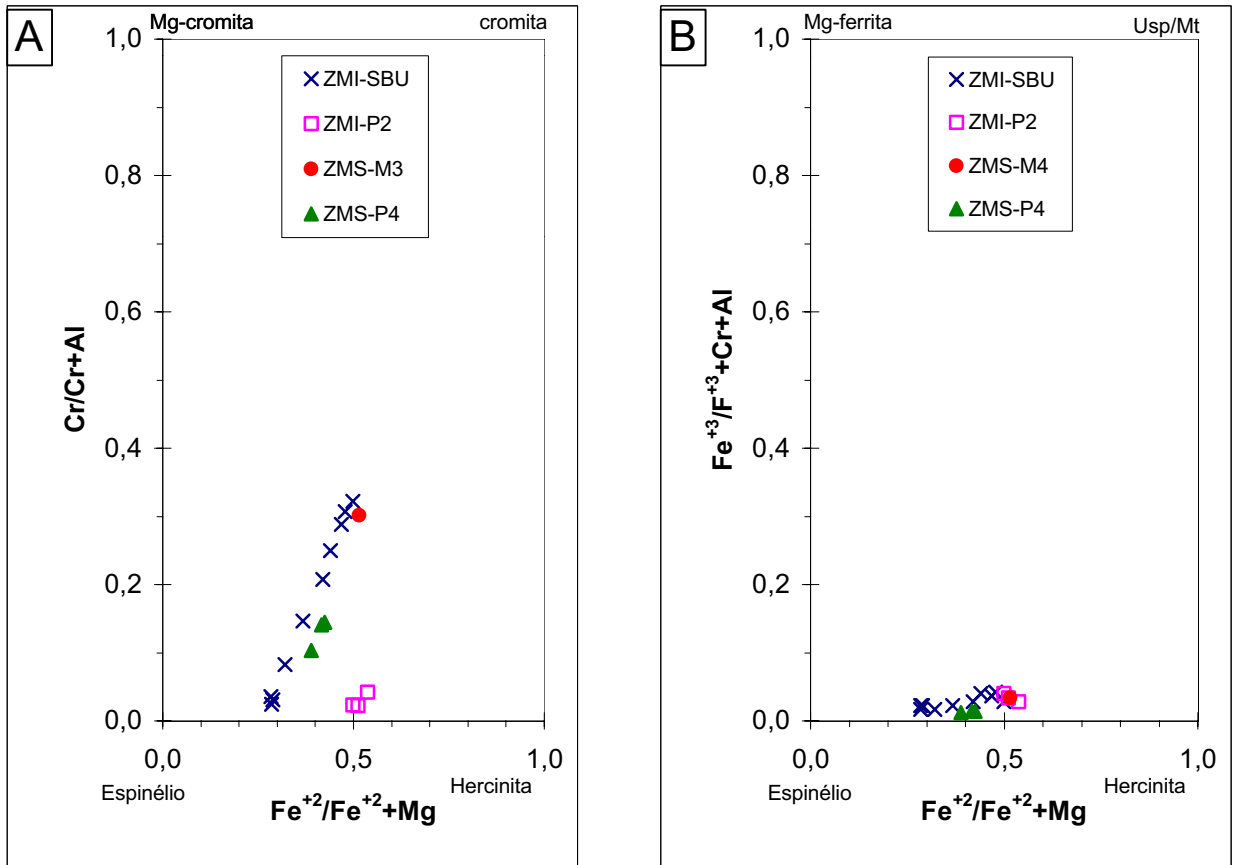 A
Mg-cromita
cromita
1,0
0,8
0,6
0,4
0,2
0,0
Cr/Cr+Al
ZMI-SBU
ZMI-P2
ZMS-M3
ZMS-P4
0,0
0,5
1,0
Espinélio
Hercinita
Fe+2/Fe+2+Mg
B
Mg-ferrita
Usp/Mt
1,0
0,8
0,6
0,4
0,2
0,0
Fe+3/F+3+Cr+Al
ZMI-SBU
ZMI-P2
ZMS-M4
ZMS-P4
0,0
0,5
1,0
Espinélio
Hercinita
Fe+2/Fe+2+Mg